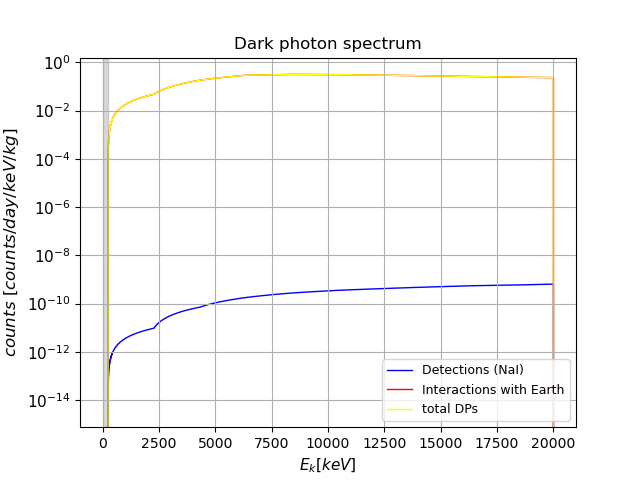 Dark photon spectrum
counts [counts/day/keV/kg]
10^0
10^-2
10^-4
10^-6
10^-8
10^-10
10^-12
10^-14
Detections (NaI)
Interactions with Earth
total DPs
0 2500 5000 7500 10000 12500 15000 17500 20000
E_k[keV]